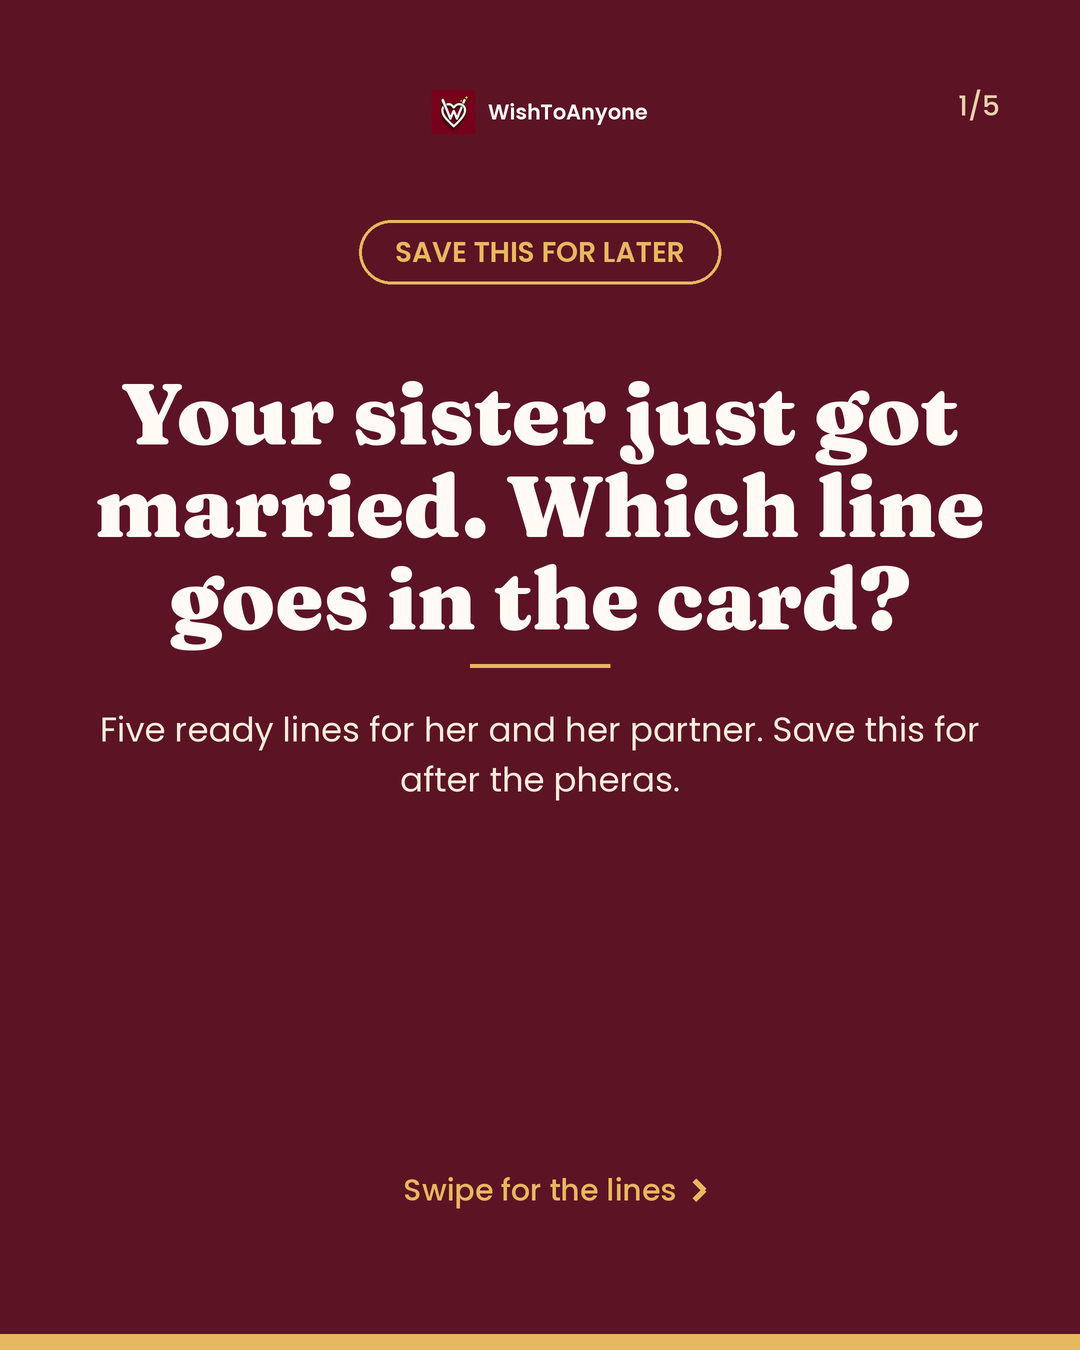 WishToAnyone
1/5
SAVE THIS FOR LATER
Your sister just got
married. Which line
goes in the card?
Five ready lines for her and her partner. Save this for
after the pheras.
Swipe for the lines